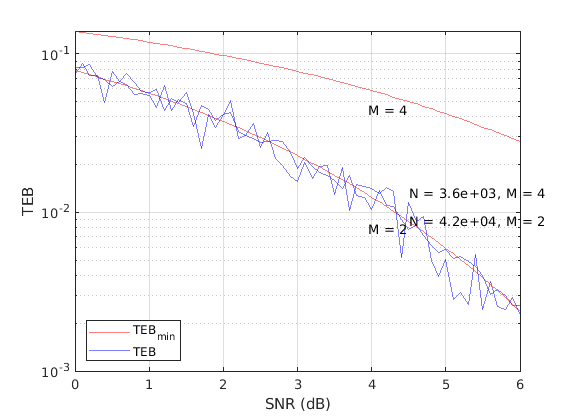 10^-1
10^-2
10^-3
TEB
M = 4
N = 3.6e+03, M = 4
N = 4.2e+04, M = 2
M = 2
TEB_min
TEB
0 1 2 3 4 5 6
SNR (dB)